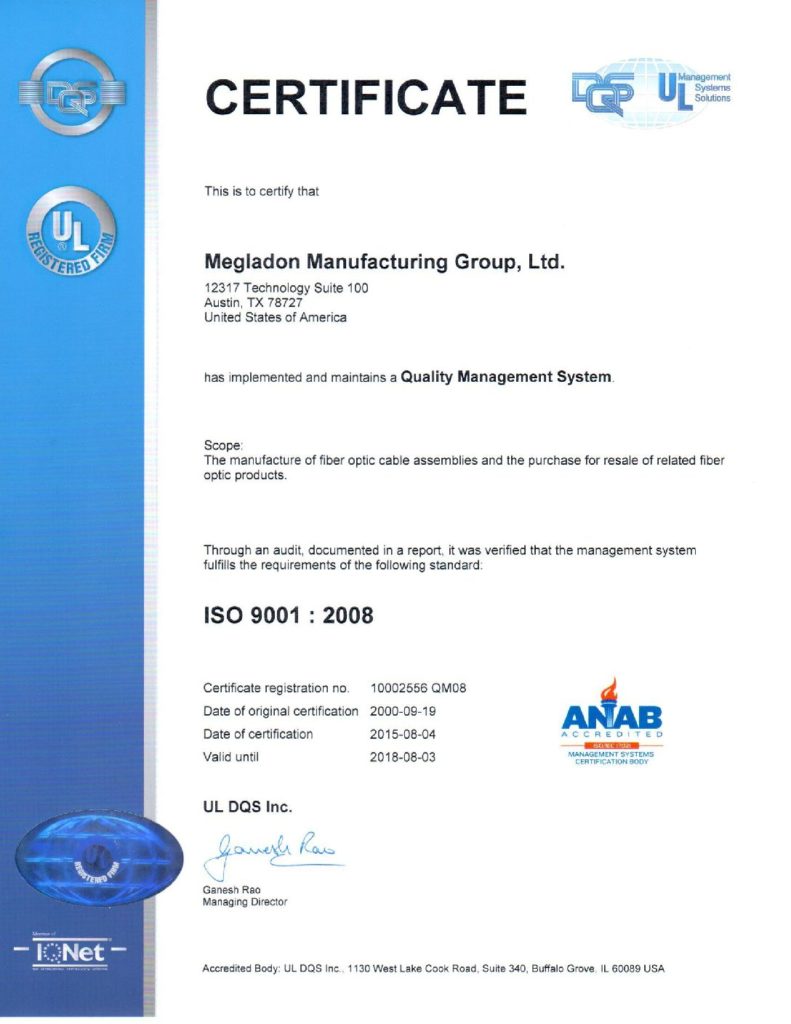 DQS
CERTIFICATE
DQS
UL
Management
Systems
Solutions
This is to certify that
UL
®
REGISTERED FIRM
Megladon Manufacturing Group, Ltd.
12317 Technology Suite 100
Austin, TX 78727
United States of America
has implemented and maintains a Quality Management System.
Scope:
The manufacture of fiber optic cable assemblies and the purchase for resale of related fiber
optic products.
Through an audit, documented in a report, it was verified that the management system
fulfills the requirements of the following standard:
ISO 9001 : 2008
Certificate registration no. 10002556 QM08
Date of original certification 2000-09-19
Date of certification 2015-08-04
Valid until 2018-08-03
ANAB
ACCREDITED
ISO/IEC 17021
MANAGEMENT SYSTEMS
CERTIFICATION BODY
UL DQS Inc.
Ganesh Rao
REGISTERED FIRM
Ganesh Rao
Managing Director
Member of
IQNet
Accredited Body: UL DQS Inc., 1130 West Lake Cook Road, Suite 340, Buffalo Grove, IL 60089 USA